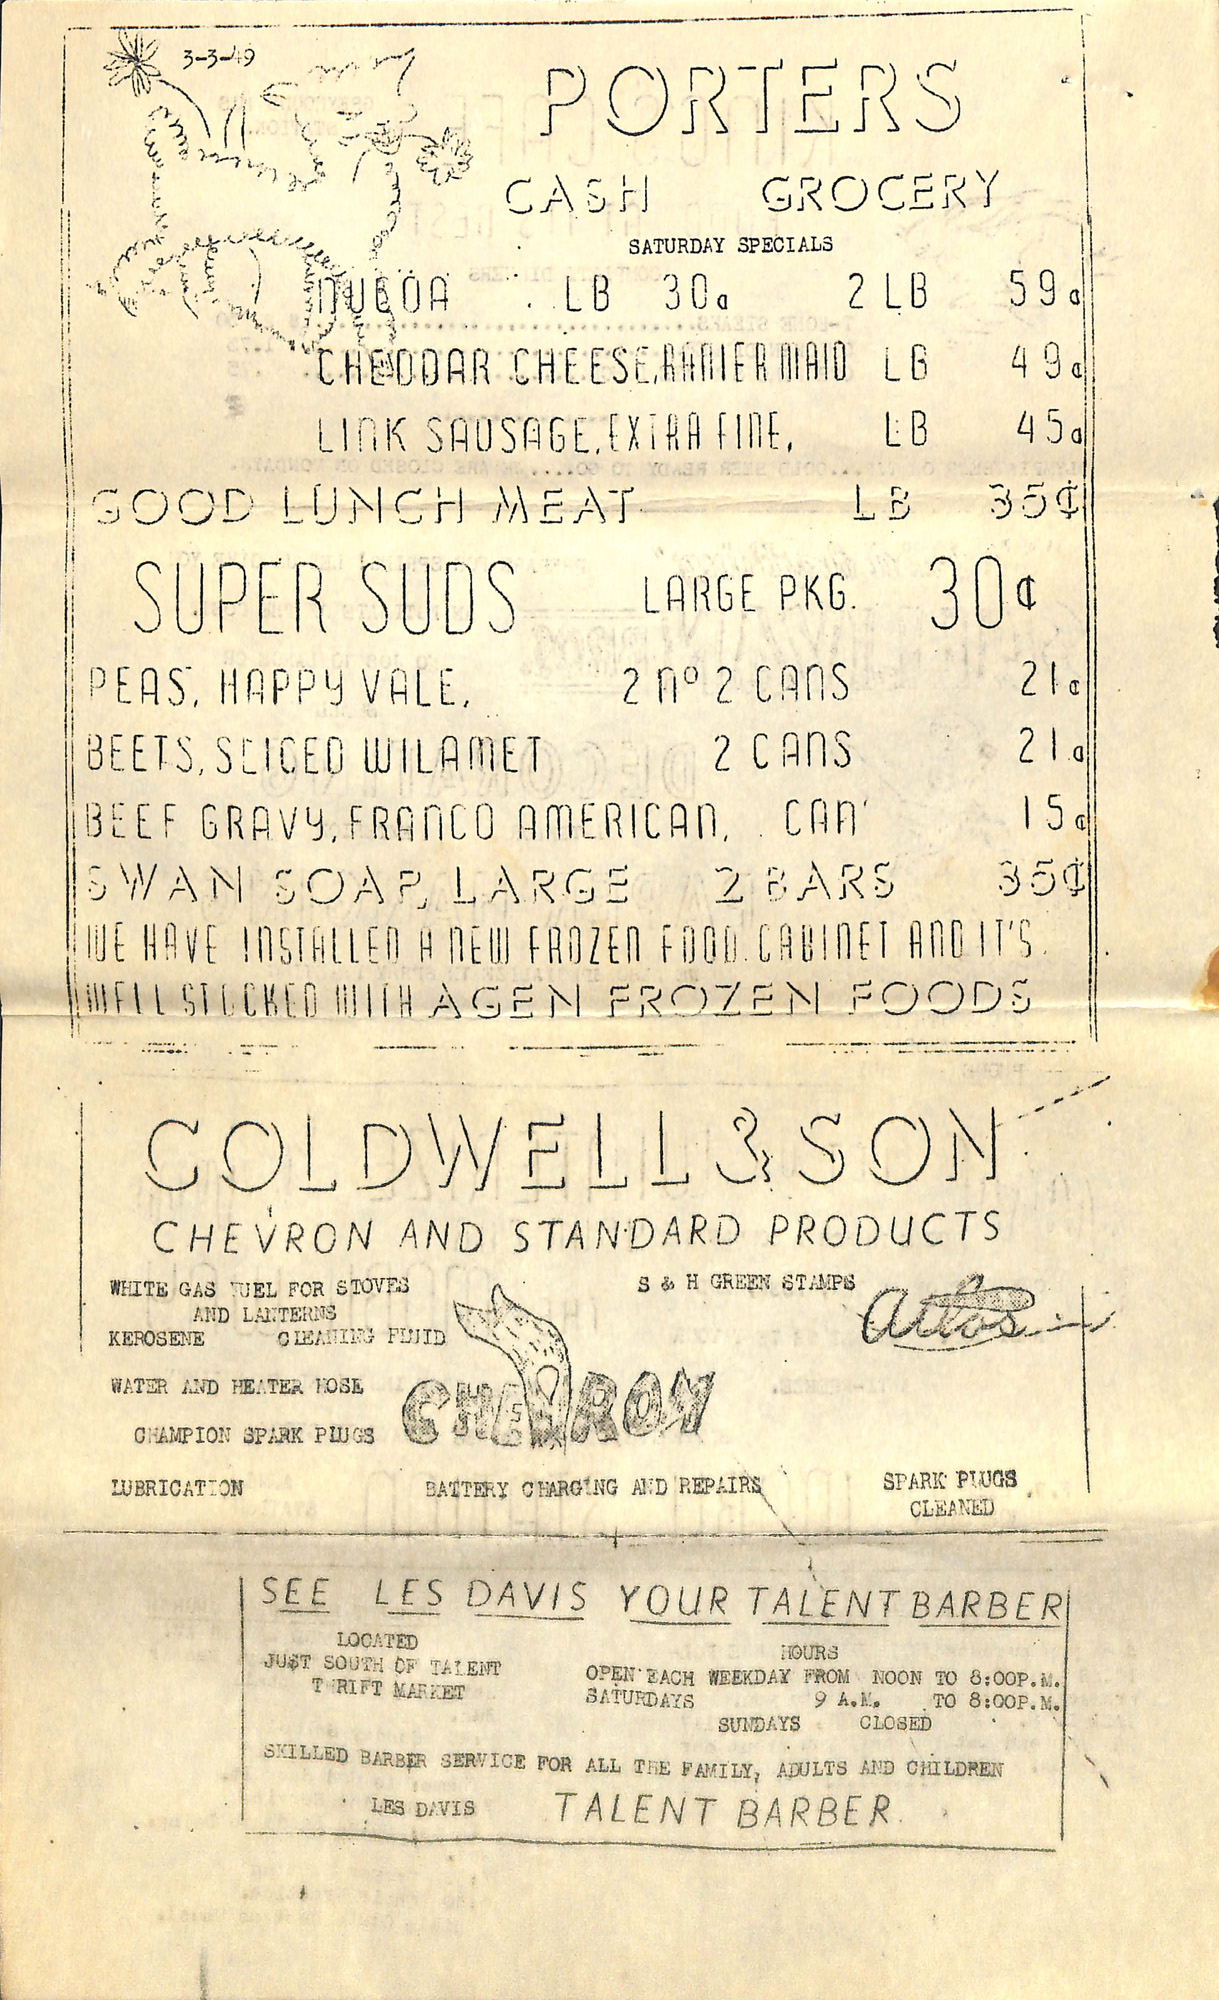 3-3-49
PORTERS
CASH GROCERY
SATURDAY SPECIALS
NUCOA LB 30¢ 2 LB 59¢
CHEDDAR CHEESE, RANIER MAID LB 49¢
LINK SAUSAGE, EXTRA FINE, LB 45¢
GOOD LUNCH MEAT LB 35¢
SUPER SUDS LARGE PKG. 30¢
PEAS, HAPPY VALE, 2 nº 2 CANS 21¢
BEETS, SLICED WILAMET 2 CANS 21¢
BEEF GRAVY, FRANCO AMERICAN, CAN 15¢
SWAN SOAP, LARGE 2 BARS 35¢
WE HAVE INSTALLED A NEW FROZEN FOOD CABINET AND IT'S
WELL STOCKED WITH AGEN FROZEN FOODS
COLDWELL & SON
CHEVRON AND STANDARD PRODUCTS
WHITE GAS FUEL FOR STOVES S & H GREEN STAMPS
AND LANTERNS
KEROSENE CLEANING FLUID
WATER AND HEATER HOSE
CHEVRON
CHAMPION SPARK PLUGS
LUBRICATION BATTERY CHARGING AND REPAIRS SPARK PLUGS
CLEANED
SEE LES DAVIS YOUR TALENT BARBER
LOCATED
JUST SOUTH OF TALENT
THRIFT MARKET
HOURS
OPEN EACH WEEKDAY FROM NOON TO 8:00P.M.
SATURDAYS 9 A.M. TO 8:00P.M.
SUNDAYS CLOSED
SKILLED BARBER SERVICE FOR ALL THE FAMILY, ADULTS AND CHILDREN
LES DAVIS TALENT BARBER